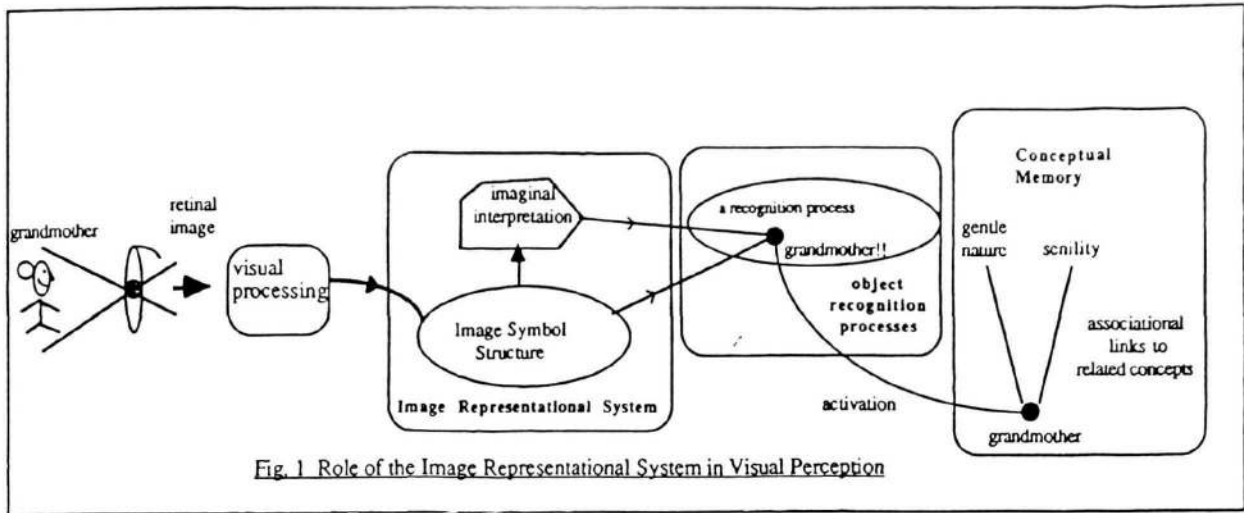 grandmother
retinal
image
visual
processing
imaginal
interpretation
Image Symbol
Structure
Image Representational System
a recognition process
grandmother!!
object
recognition
processes
activation
Conceptual
Memory
gentle
nature
senility
associational
links to
related concepts
grandmother
Fig. 1 Role of the Image Representational System in Visual Perception